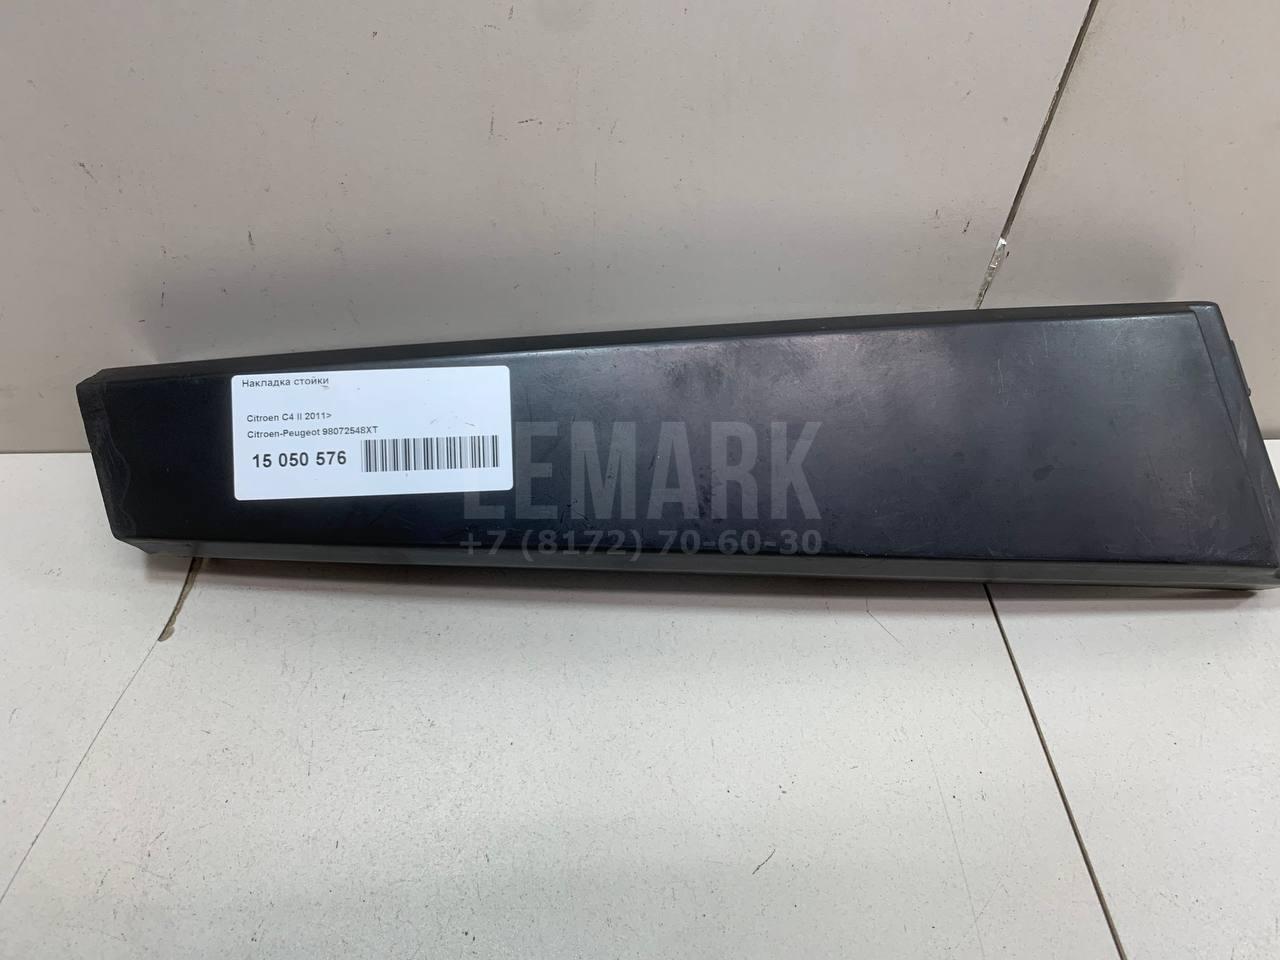 Накладка стойки
Citroen C4 II 2011>
Citroen-Peugeot 98072548XT
15 050 576
LEMARK
+7 (8172) 70-60-30